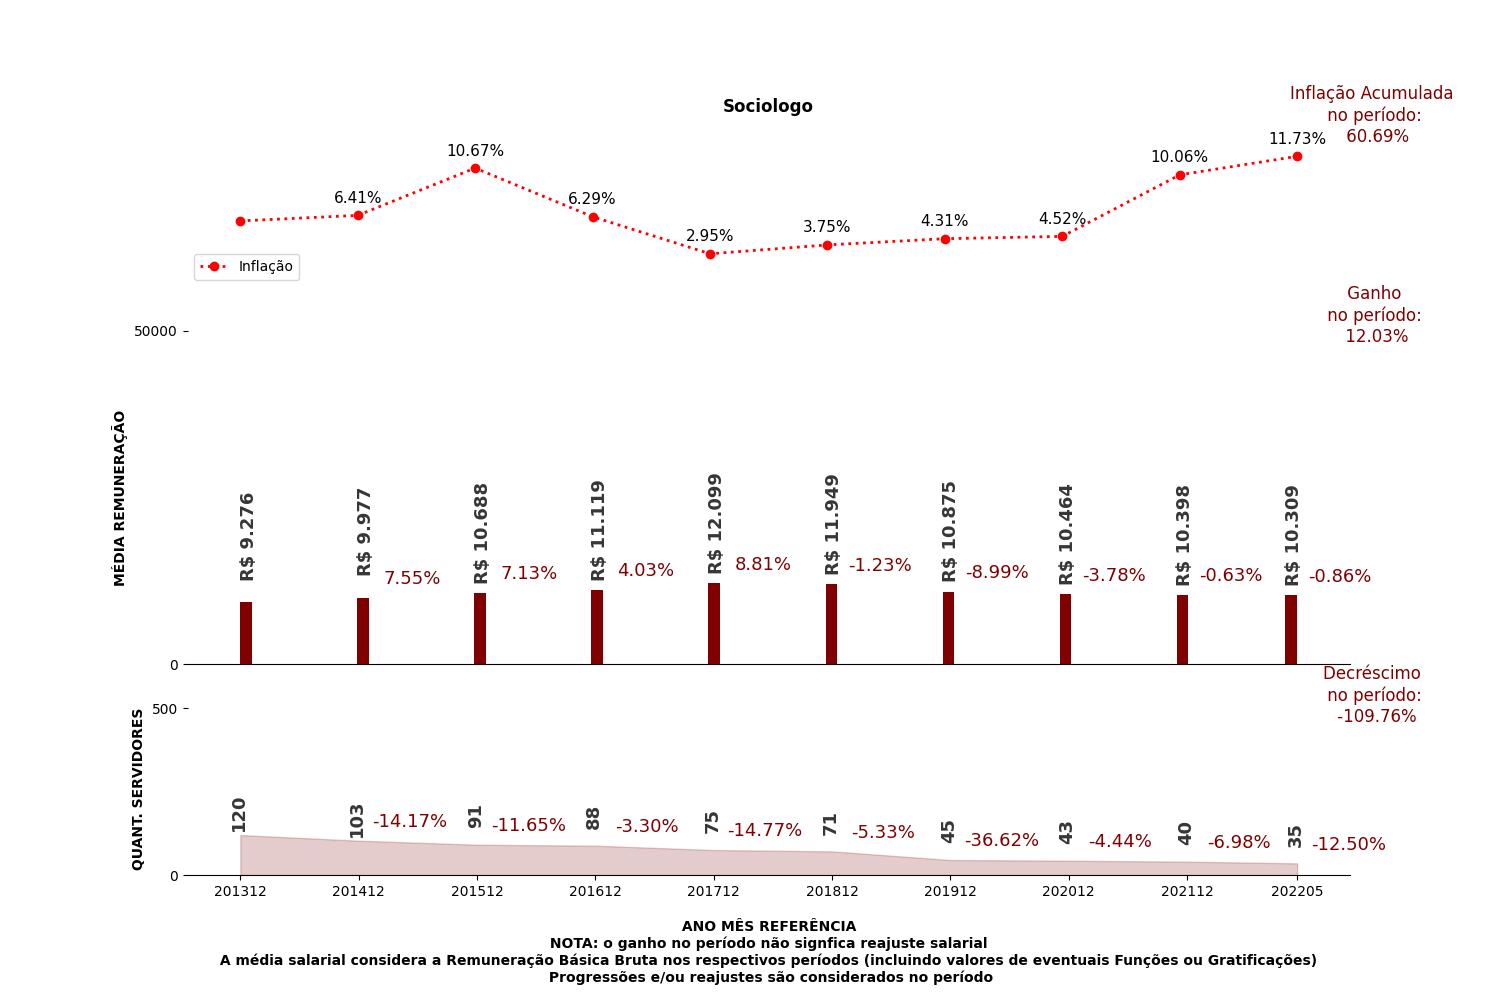 Sociologo
Inflação Acumulada
no período:
60.69%
6.41%
10.67%
6.29%
2.95%
3.75%
4.31%
4.52%
10.06%
11.73%
Inflação
Ganho
no período:
12.03%
50000
0
MÉDIA REMUNERAÇÃO
R$ 9.276
R$ 9.977
R$ 10.688
R$ 11.119
R$ 12.099
R$ 11.949
R$ 10.875
R$ 10.464
R$ 10.398
R$ 10.309
7.55%
7.13%
4.03%
8.81%
-1.23%
-8.99%
-3.78%
-0.63%
-0.86%
Decréscimo
no período:
-109.76%
500
0
QUANT. SERVIDORES
120
103
91
88
75
71
45
43
40
35
-14.17%
-11.65%
-3.30%
-14.77%
-5.33%
-36.62%
-4.44%
-6.98%
-12.50%
201312
201412
201512
201612
201712
201812
201912
202012
202112
202205
ANO MÊS REFERÊNCIA
NOTA: o ganho no período não signfica reajuste salarial
A média salarial considera a Remuneração Básica Bruta nos respectivos períodos (incluindo valores de eventuais Funções ou Gratificações)
Progressões e/ou reajustes são considerados no período